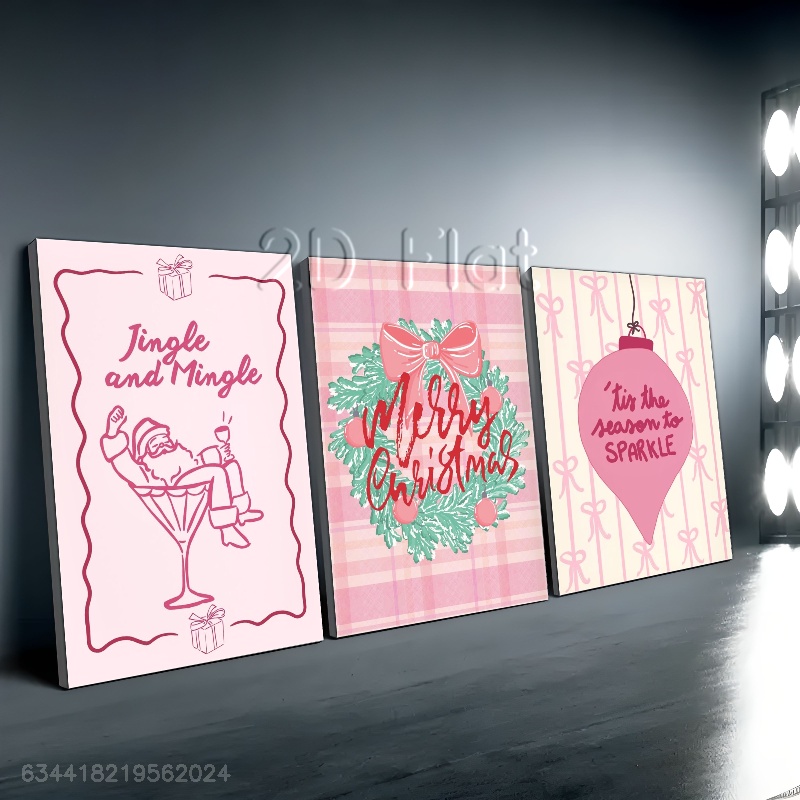 2D Flat
Jingle
and Mingle
Merry
Christmas
'tis the
season to
SPARKLE
634418219562024